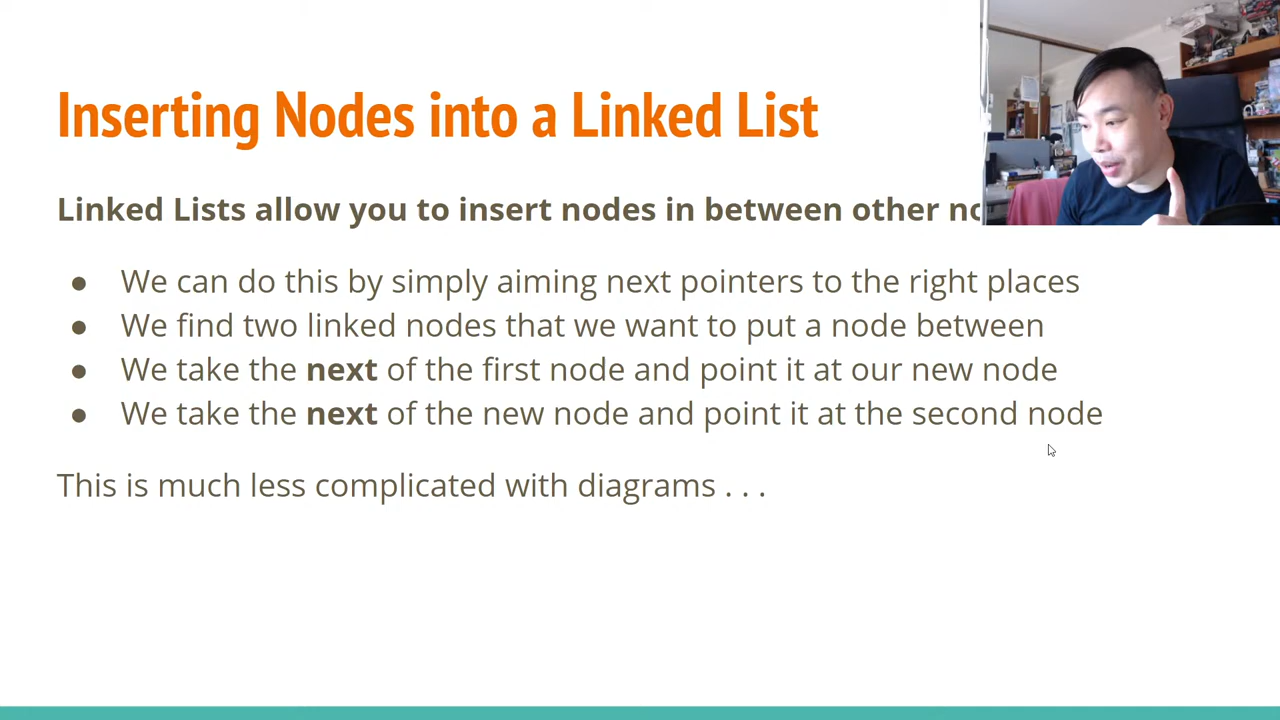 Inserting Nodes into a Linked List
Linked Lists allow you to insert nodes in between other
● We can do this by simply aiming next pointers to the right places
● We find two linked nodes that we want to put a node between
● We take the next of the first node and point it at our new node
● We take the next of the new node and point it at the second node
This is much less complicated with diagrams . . .